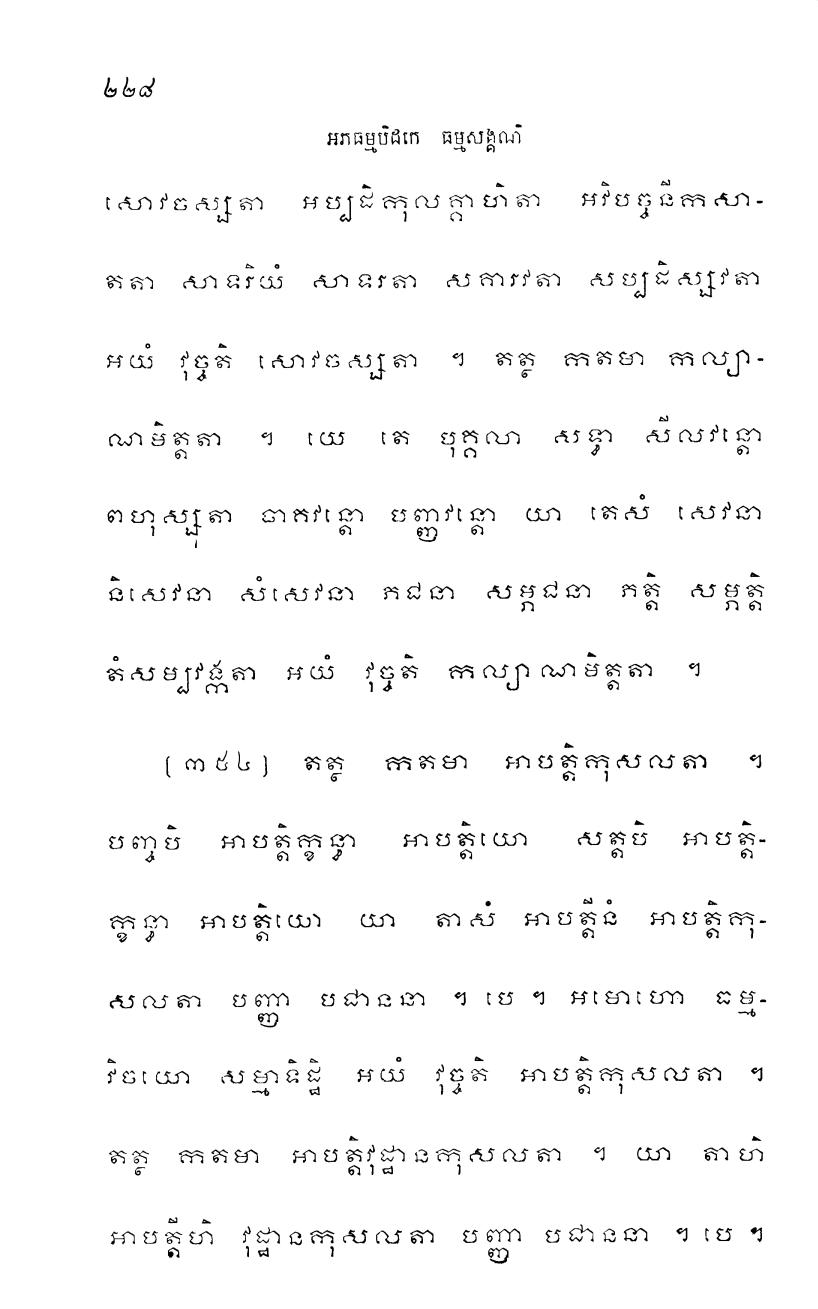 ២២៨
អភិធម្មបិដកេ ធម្មសង្គណិ
សោវចស្សតា អប្បដិកុលគ្គាហិតា អវិបច្ចនីកសា-
តតា សាទរិយំ សាទរតា សគារវតា សប្បដិស្សវតា
អយំ វុច្ចតិ សោវចស្សតា ។ តត្ថ កតមា កល្យា-
ណមិត្តតា ។ យេ តេ បុគ្គលា សទ្ធា សីលវន្តោ
ពហុស្សុតា ចាគវន្តោ បញ្ញវន្តោ យា តេសំ សេវនា
និសេវនា សំសេវនា ភជនា សម្ភជនា ភត្តិ សម្ភត្តិ
តំសម្បវង្កតា អយំ វុច្ចតិ កល្យាណមិត្តតា ។
[៣៥៤] តត្ថ កតមា អាបត្តិកុសលតា ។
បញ្ចបិ អាបត្តិក្ខន្ធា អាបត្តិយោ សត្តបិ អាបត្តិ-
ក្ខន្ធា អាបត្តិយោ យា តាសំ អាបត្តីនំ អាបត្តិកុ-
សលតា បញ្ញា បជាននា ។ បេ ។ អមោហោ ធម្ម-
វិចយោ សម្មាទិដ្ឋិ អយំ វុច្ចតិ អាបត្តិកុសលតា ។
តត្ថ កតមា អាបត្តិវុដ្ឋានកុសលតា ។ យា តាហិ
អាបត្តីហិ វុដ្ឋានកុសលតា បញ្ញា បជាននា ។ បេ ។